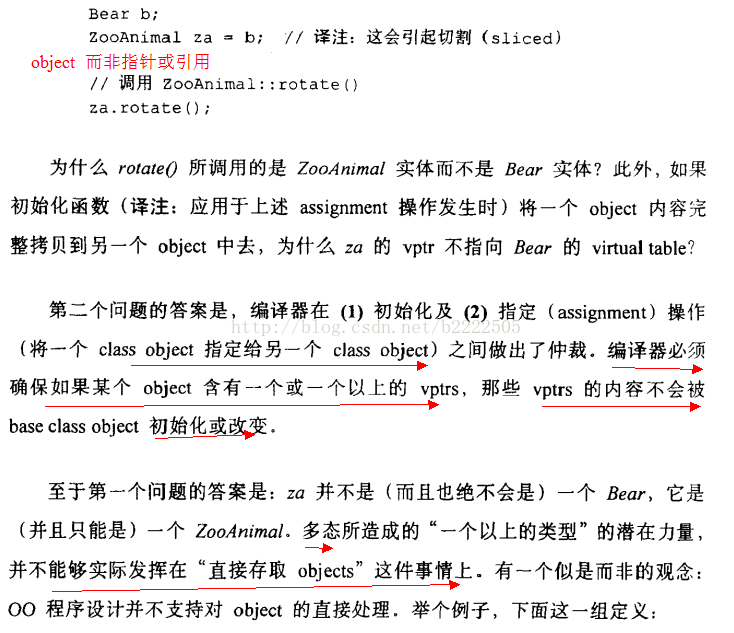 Bear b;
ZooAnimal za = b; // 译注：这会引起切割 (sliced)
object 而非指针或引用
// 调用 ZooAnimal::rotate()
za.rotate();
为什么 rotate() 所调用的是 ZooAnimal 实体而不是 Bear 实体？此外，如果
初始化函数（译注：应用于上述 assignment 操作发生时）将一个 object 内容完
整拷贝到另一个 object 中去，为什么 za 的 vptr 不指向 Bear 的 virtual table？
第二个问题的答案是，编译器在 (1) 初始化及 (2) 指定（assignment）操作
http://blog.csdn.net/b2222505
（将一个 class object 指定给另一个 class object）之间做出了仲裁。编译器必须
确保如果某个 object 含有一个或一个以上的 vptrs，那些 vptrs 的内容不会被
base class object 初始化或改变。
至于第一个问题的答案是：za 并不是（而且也绝不会是）一个 Bear，它是
（并且只能是）一个 ZooAnimal。多态所造成的“一个以上的类型”的潜在力量，
并不能够实际发挥在“直接存取 objects”这件事情上。有一个似是而非的观念：
OO 程序设计并不支持对 object 的直接处理。举个例子，下面这一组定义：